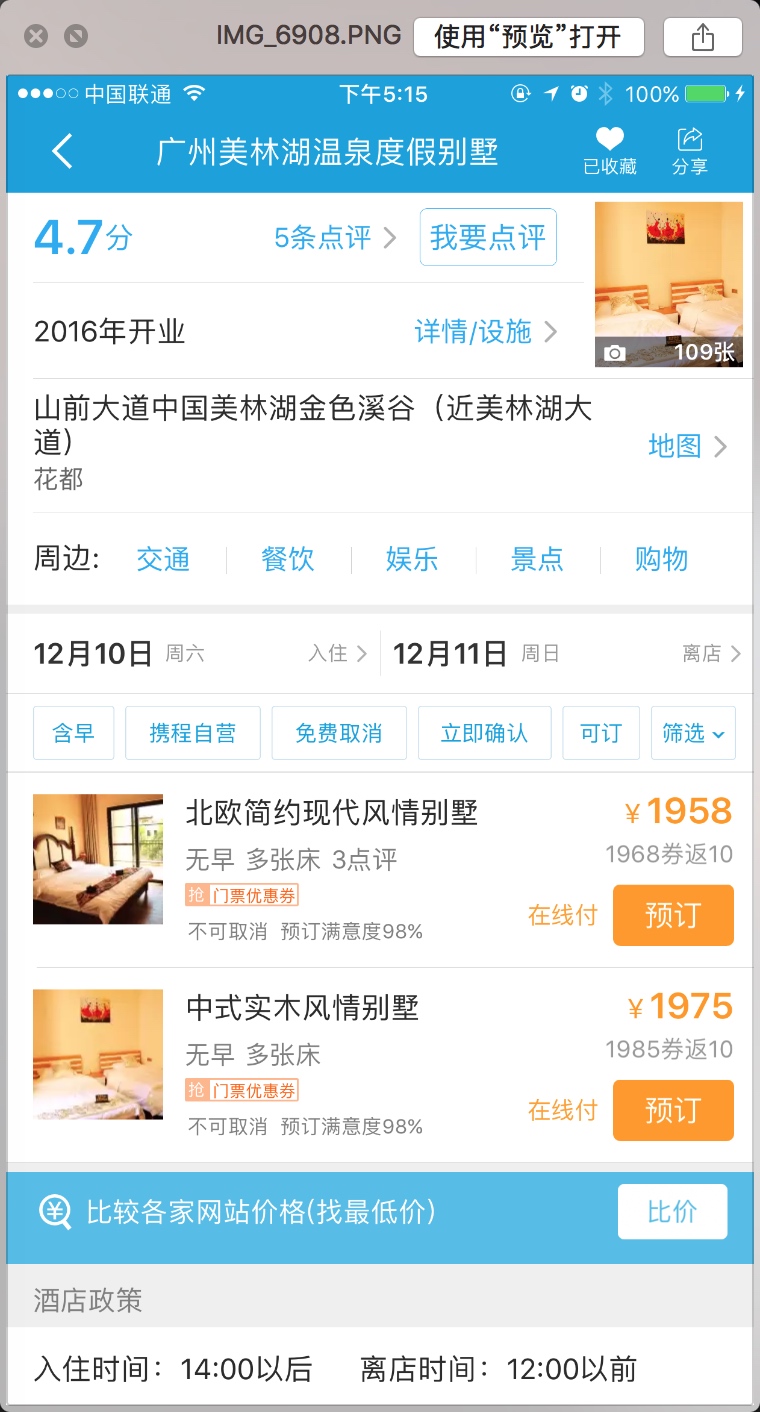 IMG_6908.PNG 使用“预览”打开
中国联通 下午5:15 100%
广州美林湖温泉度假别墅 已收藏 分享
4.7分 5条点评 我要点评
2016年开业 详情/设施
109张
山前大道中国美林湖金色溪谷（近美林湖大
道）
地图
花都
周边: 交通 餐饮 娱乐 景点 购物
12月10日 周六 入住 12月11日 周日 离店
含早 携程自营 免费取消 立即确认 可订 筛选
北欧简约现代风情别墅 ¥1958
无早 多张床 3点评 1968券返10
抢 门票优惠券
在线付 预订
不可取消 预订满意度98%
中式实木风情别墅 ¥1975
无早 多张床 1985券返10
抢 门票优惠券
在线付 预订
不可取消 预订满意度98%
比较各家网站价格(找最低价) 比价
酒店政策
入住时间：14:00以后 离店时间：12:00以前